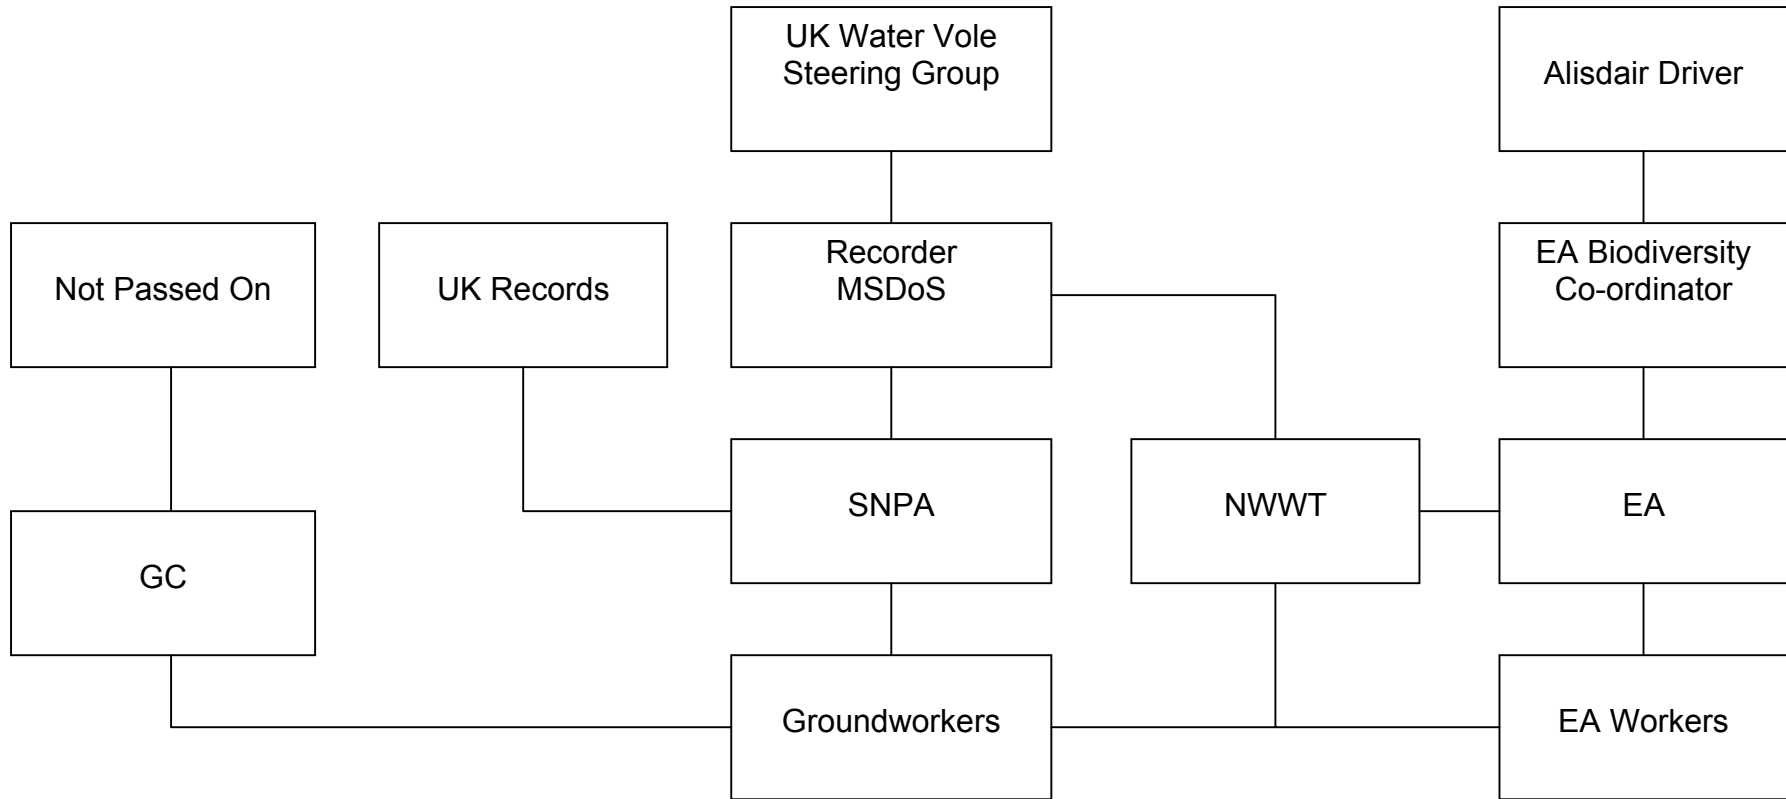 UK Water Vole
Steering Group
Alisdair Driver
Not Passed On
UK Records
Recorder
MSDoS
EA Biodiversity
Co-ordinator
SNPA
NWWT
EA
GC
Groundworkers
EA Workers